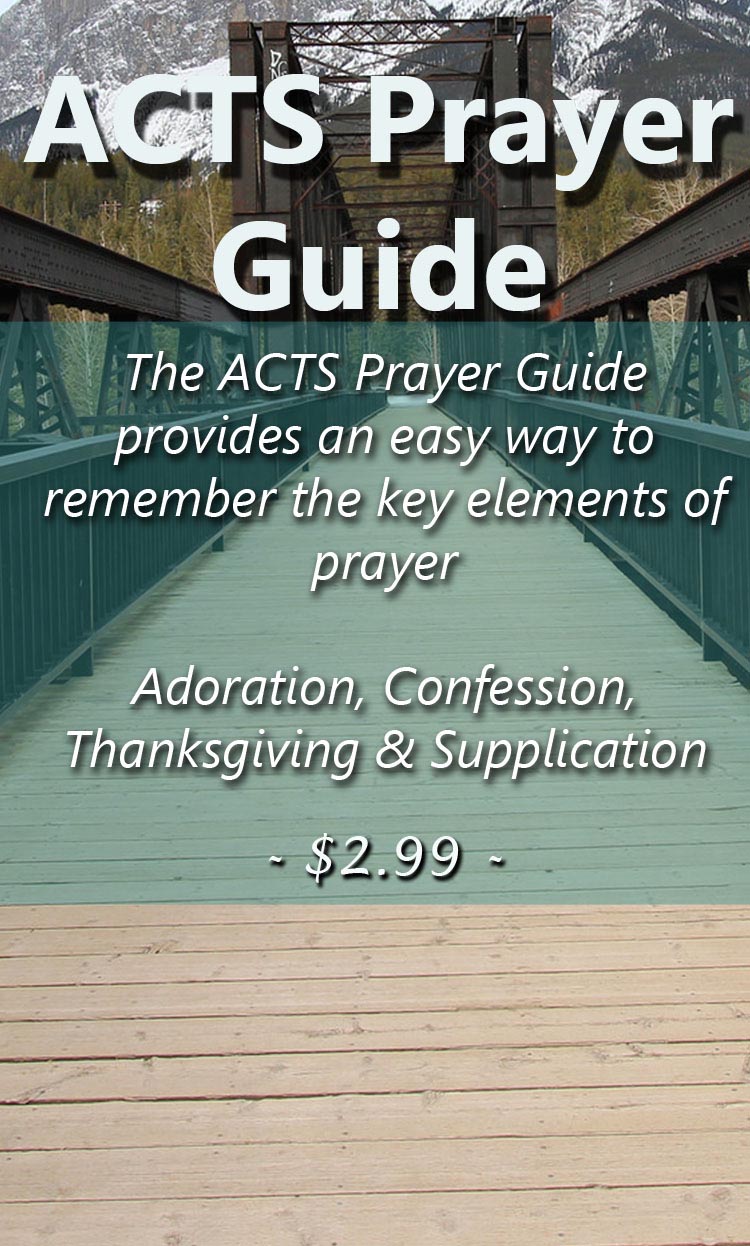 ACTS Prayer
Guide
The ACTS Prayer Guide
provides an easy way to
remember the key elements of
prayer
Adoration, Confession,
Thanksgiving & Supplication
- $2.99 -